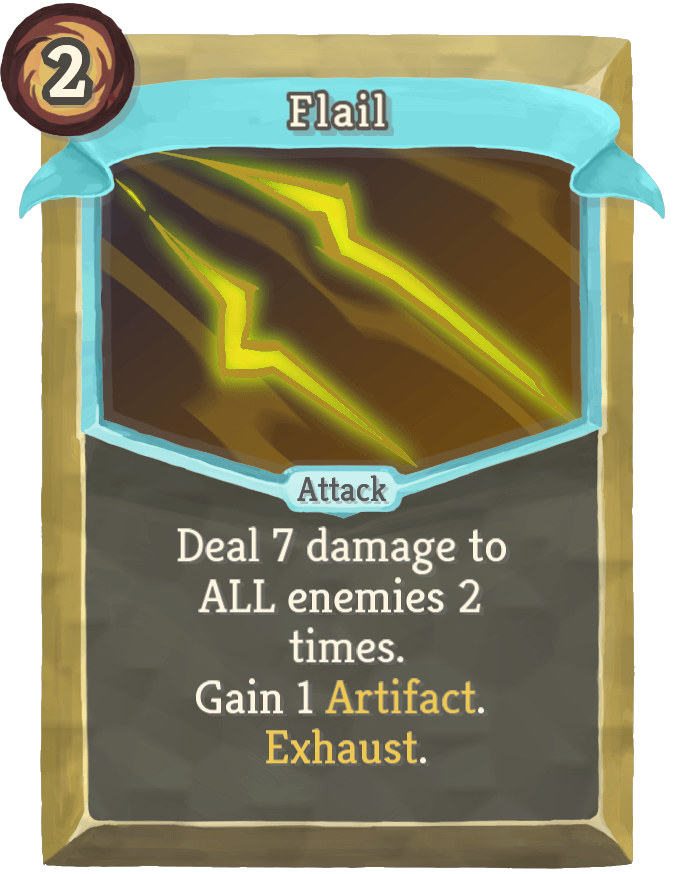 2
Flail
Attack
Deal 7 damage to
ALL enemies 2
times.
Gain 1 Artifact.
Exhaust.